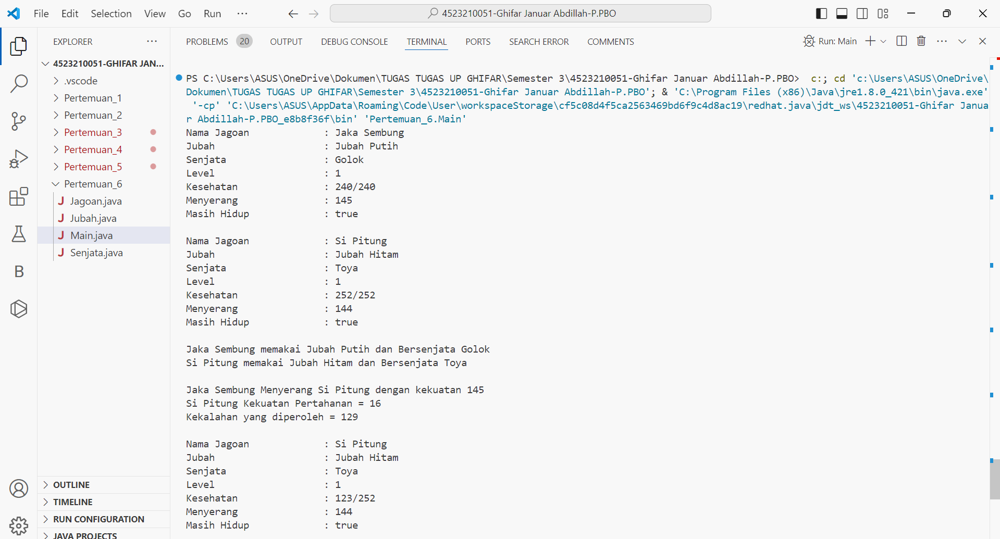 File Edit Selection View Go Run ··· 4523210051-Ghifar Januar Abdillah-P.PBO
EXPLORER ···
4523210051-GHIFAR JAN...
.vscode
Pertemuan_1
Pertemuan_2
Pertemuan_3
Pertemuan_4
Pertemuan_5
Pertemuan_6
J Jagoan.java
J Jubah.java
J Main.java
J Senjata.java
B
OUTLINE
TIMELINE
RUN CONFIGURATION
JAVA PROJECTS
PROBLEMS 20 OUTPUT DEBUG CONSOLE TERMINAL PORTS SEARCH ERROR COMMENTS Run: Main ···
PS C:\Users\ASUS\OneDrive\Dokumen\TUGAS TUGAS UP GHIFAR\Semester 3\4523210051-Ghifar Januar Abdillah-P.PBO> c:; cd 'c:\Users\ASUS\OneDrive\
Dokumen\TUGAS TUGAS UP GHIFAR\Semester 3\4523210051-Ghifar Januar Abdillah-P.PBO'; & 'C:\Program Files (x86)\Java\jre1.8.0_421\bin\java.exe'
'-cp' 'C:\Users\ASUS\AppData\Roaming\Code\User\workspaceStorage\cf5c08d4f5ca2563469bd6f9c4d8ac19\redhat.java\jdt_ws\4523210051-Ghifar Janua
r Abdillah-P.PBO_e8b8f36f\bin' 'Pertemuan_6.Main'
Nama Jagoan : Jaka Sembung
Jubah : Jubah Putih
Senjata : Golok
Level : 1
Kesehatan : 240/240
Menyerang : 145
Masih Hidup : true
Nama Jagoan : Si Pitung
Jubah : Jubah Hitam
Senjata : Toya
Level : 1
Kesehatan : 252/252
Menyerang : 144
Masih Hidup : true
Jaka Sembung memakai Jubah Putih dan Bersenjata Golok
Si Pitung memakai Jubah Hitam dan Bersenjata Toya
Jaka Sembung Menyerang Si Pitung dengan kekuatan 145
Si Pitung Kekuatan Pertahanan = 16
Kekalahan yang diperoleh = 129
Nama Jagoan : Si Pitung
Jubah : Jubah Hitam
Senjata : Toya
Level : 1
Kesehatan : 123/252
Menyerang : 144
Masih Hidup : true